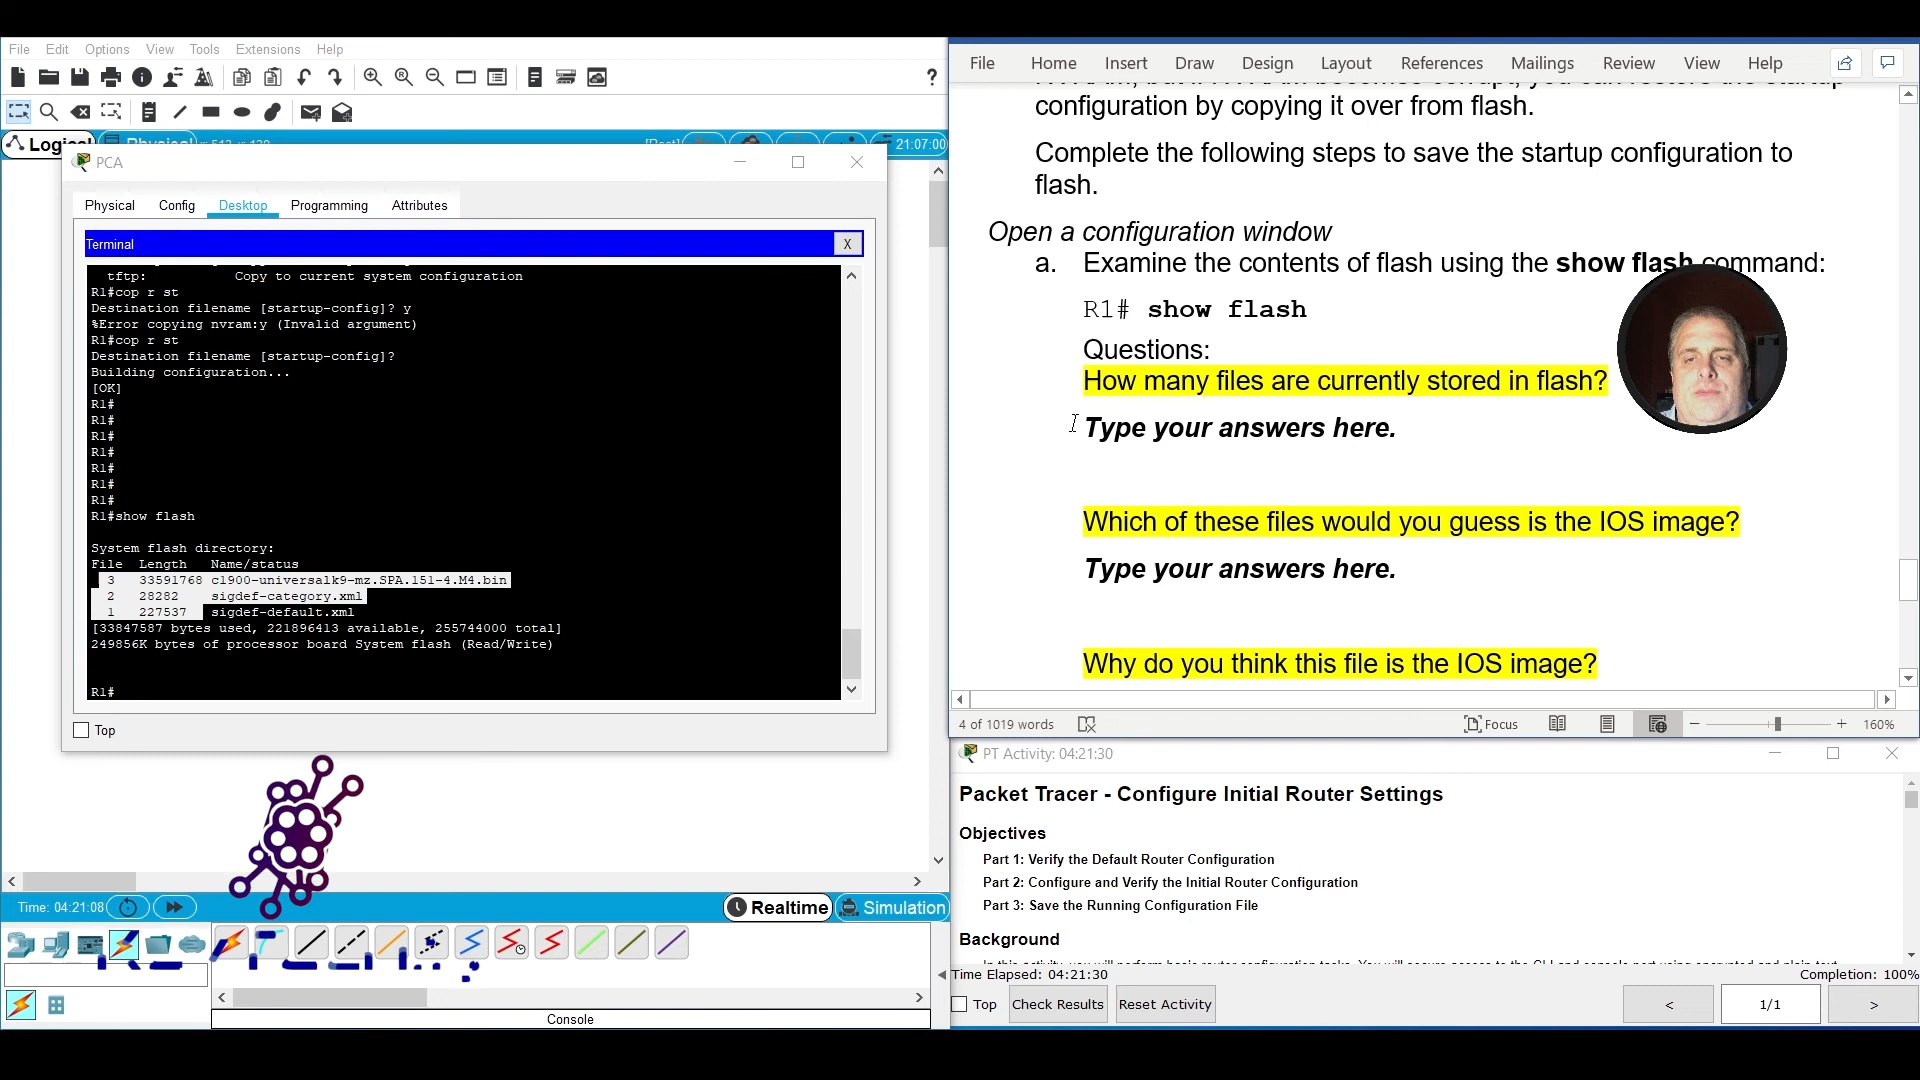 File Edit Options View Tools Extensions Help
?
Logical
21:07:00
PCA
Physical Config Desktop Programming Attributes
Terminal
X
tftp: Copy to current system configuration
R1#cop r st
Destination filename [startup-config]? y
%Error copying nvram:y (Invalid argument)
R1#cop r st
Destination filename [startup-config]?
Building configuration...
[OK]
R1#
R1#
R1#
R1#
R1#
R1#
R1#
R1#show flash
System flash directory:
File Length Name/status
3 33591768 c1900-universalk9-mz.SPA.151-4.M4.bin
2 28282 sigdef-category.xml
1 227537 sigdef-default.xml
[33847587 bytes used, 221896413 available, 255744000 total]
249856K bytes of processor board System flash (Read/Write)
R1#
Top
Time: 04:21:08
Realtime
Simulation
Console
File Home Insert Draw Design Layout References Mailings Review View Help
configuration by copying it over from flash.
Complete the following steps to save the startup configuration to
flash.
Open a configuration window
a. Examine the contents of flash using the show flash command:
R1# show flash
Questions:
How many files are currently stored in flash?
Type your answers here.
Which of these files would you guess is the IOS image?
Type your answers here.
Why do you think this file is the IOS image?
4 of 1019 words
Focus
160%
PT Activity: 04:21:30
Packet Tracer - Configure Initial Router Settings
Objectives
Part 1: Verify the Default Router Configuration
Part 2: Configure and Verify the Initial Router Configuration
Part 3: Save the Running Configuration File
Background
Time Elapsed: 04:21:30
Completion: 100%
Top
Check Results
Reset Activity
<
1/1
>